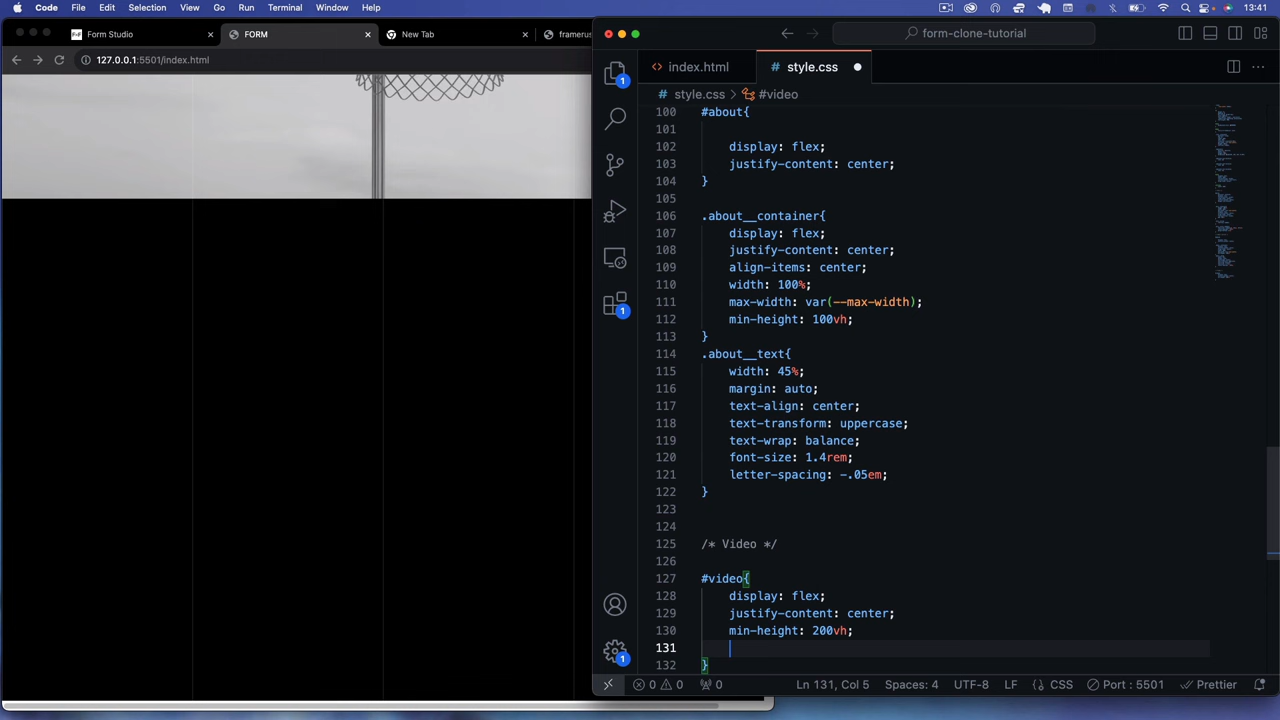 Code File Edit Selection View Go Run Terminal Window Help 13:41
Form Studio FORM New Tab framerus
127.0.0.1:5501/index.html
form-clone-tutorial
index.html # style.css
# style.css > #video
100 #about{
101
102 display: flex;
103 justify-content: center;
104 }
105
106 .about__container{
107 display: flex;
108 justify-content: center;
109 align-items: center;
110 width: 100%;
111 max-width: var(--max-width);
112 min-height: 100vh;
113 }
114 .about__text{
115 width: 45%;
116 margin: auto;
117 text-align: center;
118 text-transform: uppercase;
119 text-wrap: balance;
120 font-size: 1.4rem;
121 letter-spacing: -.05em;
122 }
123
124
125 /* Video */
126
127 #video{
128 display: flex;
129 justify-content: center;
130 min-height: 200vh;
131
132 }
1
1
1
0 0 0 Ln 131, Col 5 Spaces: 4 UTF-8 LF {} CSS Port : 5501 Prettier